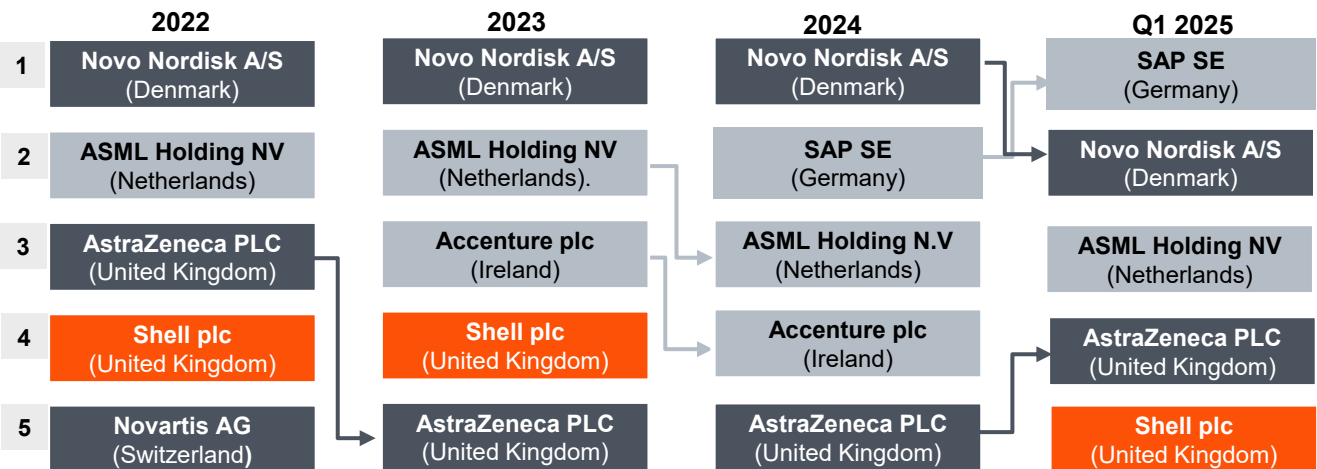 2022
2023
2024
Q1 2025
1
Novo Nordisk A/S
(Denmark)
Novo Nordisk A/S
(Denmark)
Novo Nordisk A/S
(Denmark)
SAP SE
(Germany)
2
ASML Holding NV
(Netherlands)
ASML Holding NV
(Netherlands).
SAP SE
(Germany)
Novo Nordisk A/S
(Denmark)
3
AstraZeneca PLC
(United Kingdom)
Accenture plc
(Ireland)
ASML Holding N.V
(Netherlands)
ASML Holding NV
(Netherlands)
4
Shell plc
(United Kingdom)
Shell plc
(United Kingdom)
Accenture plc
(Ireland)
AstraZeneca PLC
(United Kingdom)
5
Novartis AG
(Switzerland)
AstraZeneca PLC
(United Kingdom)
AstraZeneca PLC
(United Kingdom)
Shell plc
(United Kingdom)